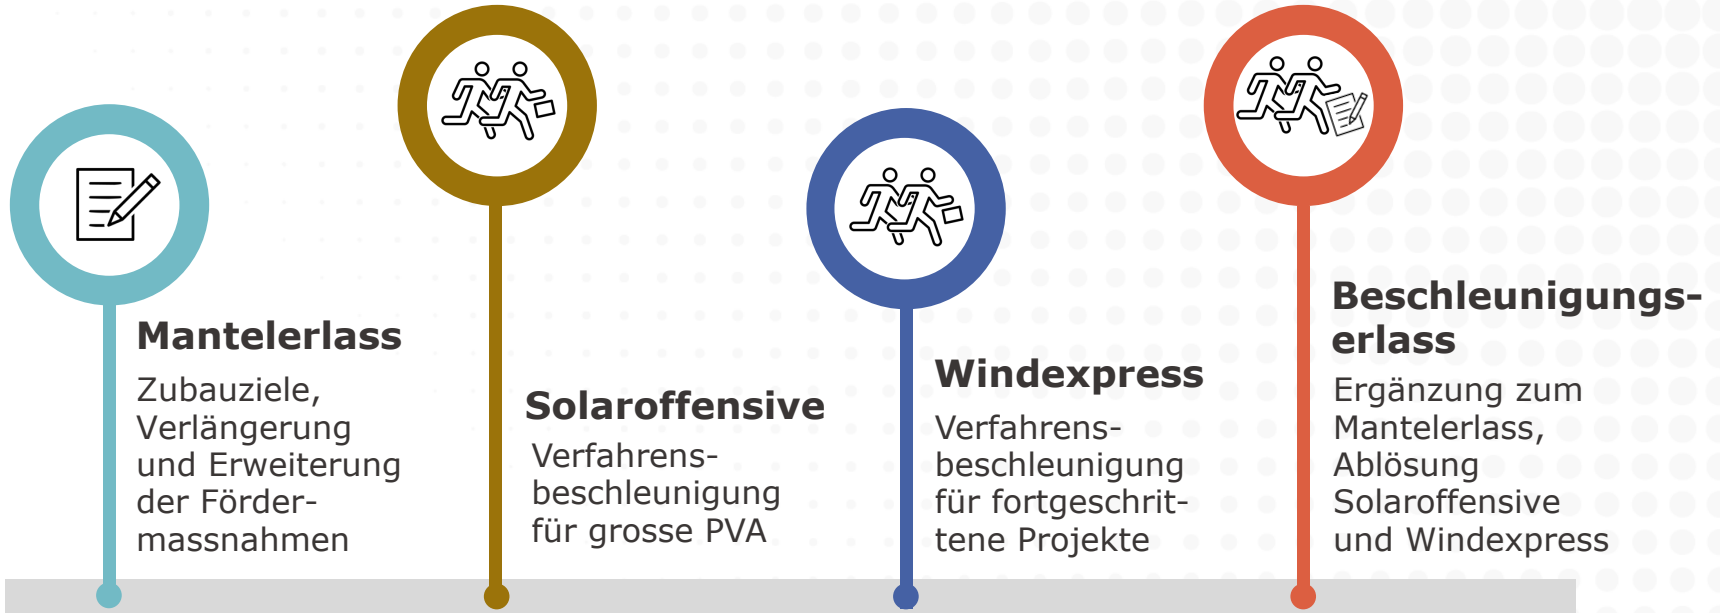 Mantelerlass
Zubauziele,
Verlängerung
und Erweiterung
der Förder-
massnahmen
Solaroffensive
Verfahrens-
beschleunigung
für grosse PVA
Windexpress
Verfahrens-
beschleunigung
für fortgeschrit-
tene Projekte
Beschleunigungs-
erlass
Ergänzung zum
Mantelerlass,
Ablösung
Solaroffensive
und Windexpress